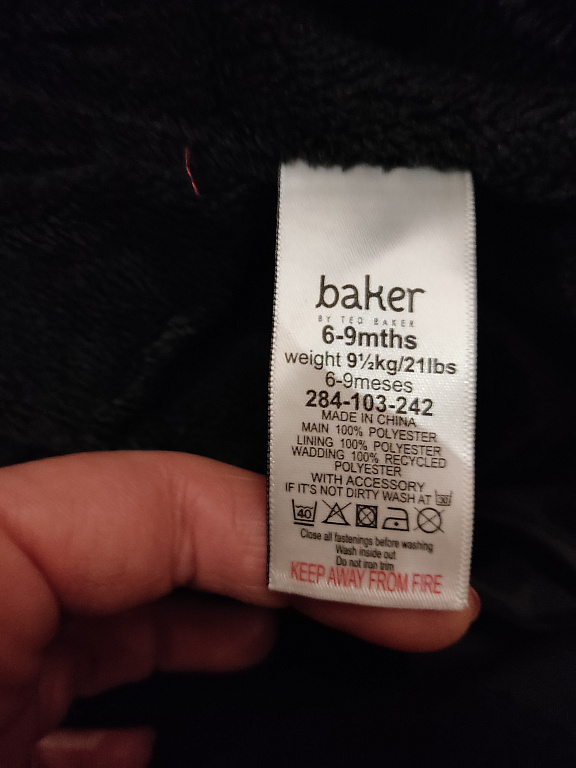 baker
BY TED BAKER
6-9mths
weight 9½kg/21lbs
6-9meses
284-103-242
MADE IN CHINA
MAIN 100% POLYESTER
LINING 100% POLYESTER
WADDING 100% RECYCLED
POLYESTER
WITH ACCESSORY
IF IT'S NOT DIRTY WASH AT 30
40
Close all fastenings before washing
Wash inside out
Do not iron trim
KEEP AWAY FROM FIRE